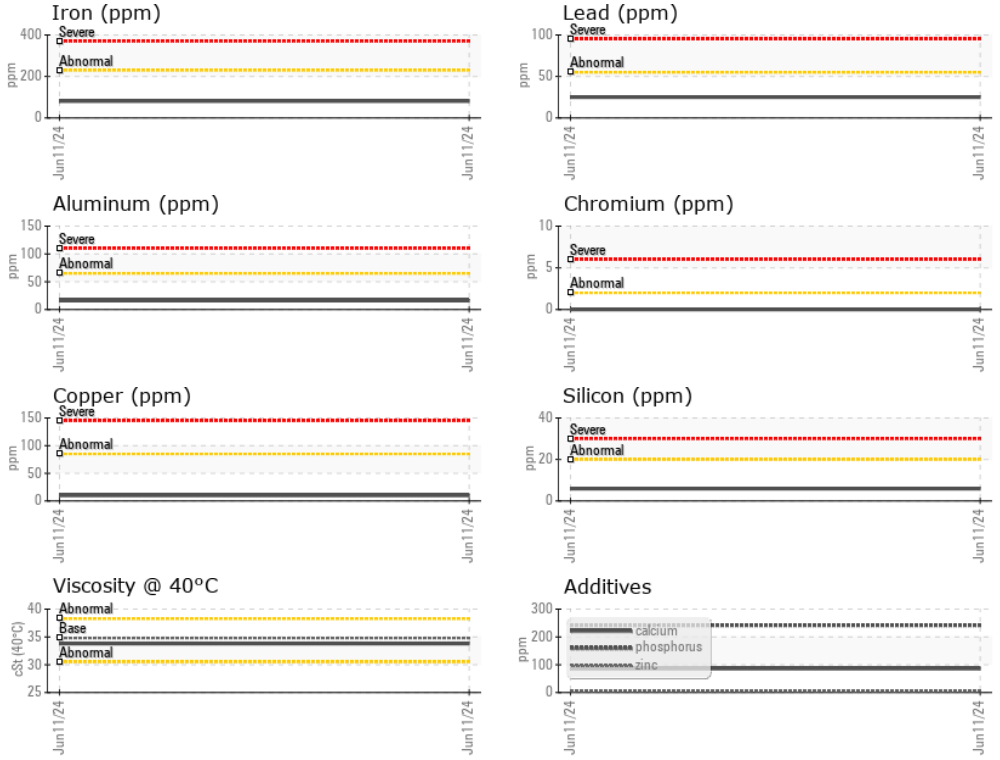 Iron (ppm)
400
200
0
ppm
Severe
Abnormal
Jun11/24
Jun11/24
Lead (ppm)
100
50
0
ppm
Severe
Abnormal
Jun11/24
Jun11/24
Aluminum (ppm)
150
100
50
0
ppm
Severe
Abnormal
Jun11/24
Jun11/24
Chromium (ppm)
10
5
0
ppm
Severe
Abnormal
Jun11/24
Jun11/24
Copper (ppm)
150
100
50
0
ppm
Severe
Abnormal
Jun11/24
Jun11/24
Silicon (ppm)
40
20
0
ppm
Severe
Abnormal
Jun11/24
Jun11/24
Viscosity @ 40°C
40
35
30
25
cSt (40°C)
Abnormal
Base
Abnormal
Jun11/24
Jun11/24
Additives
300
200
100
0
ppm
calcium
phosphorus
zinc
Jun11/24
Jun11/24